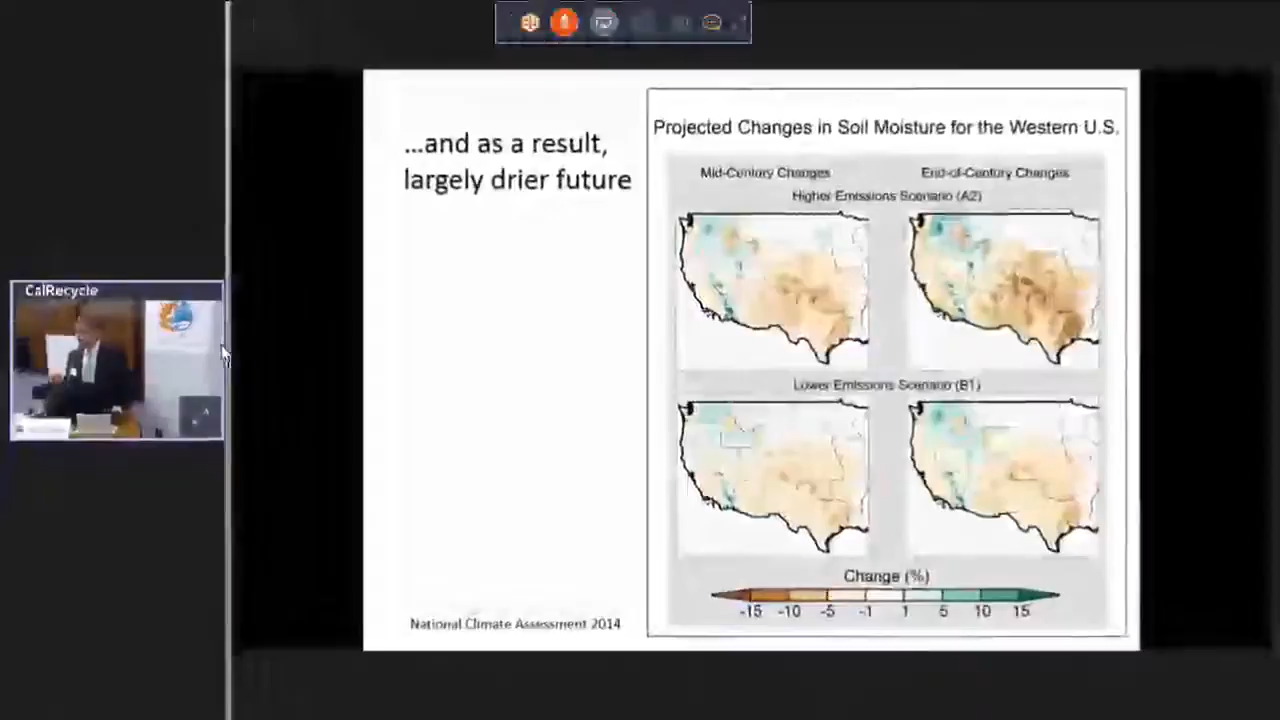 CalRecycle
...and as a result,
largely drier future
Projected Changes in Soil Moisture for the Western U.S.
Mid-Century Changes
End-of-Century Changes
Higher Emissions Scenario (A2)
Lower Emissions Scenario (B1)
Change (%)
-15 -10 -5 -1 1 5 10 15
National Climate Assessment 2014